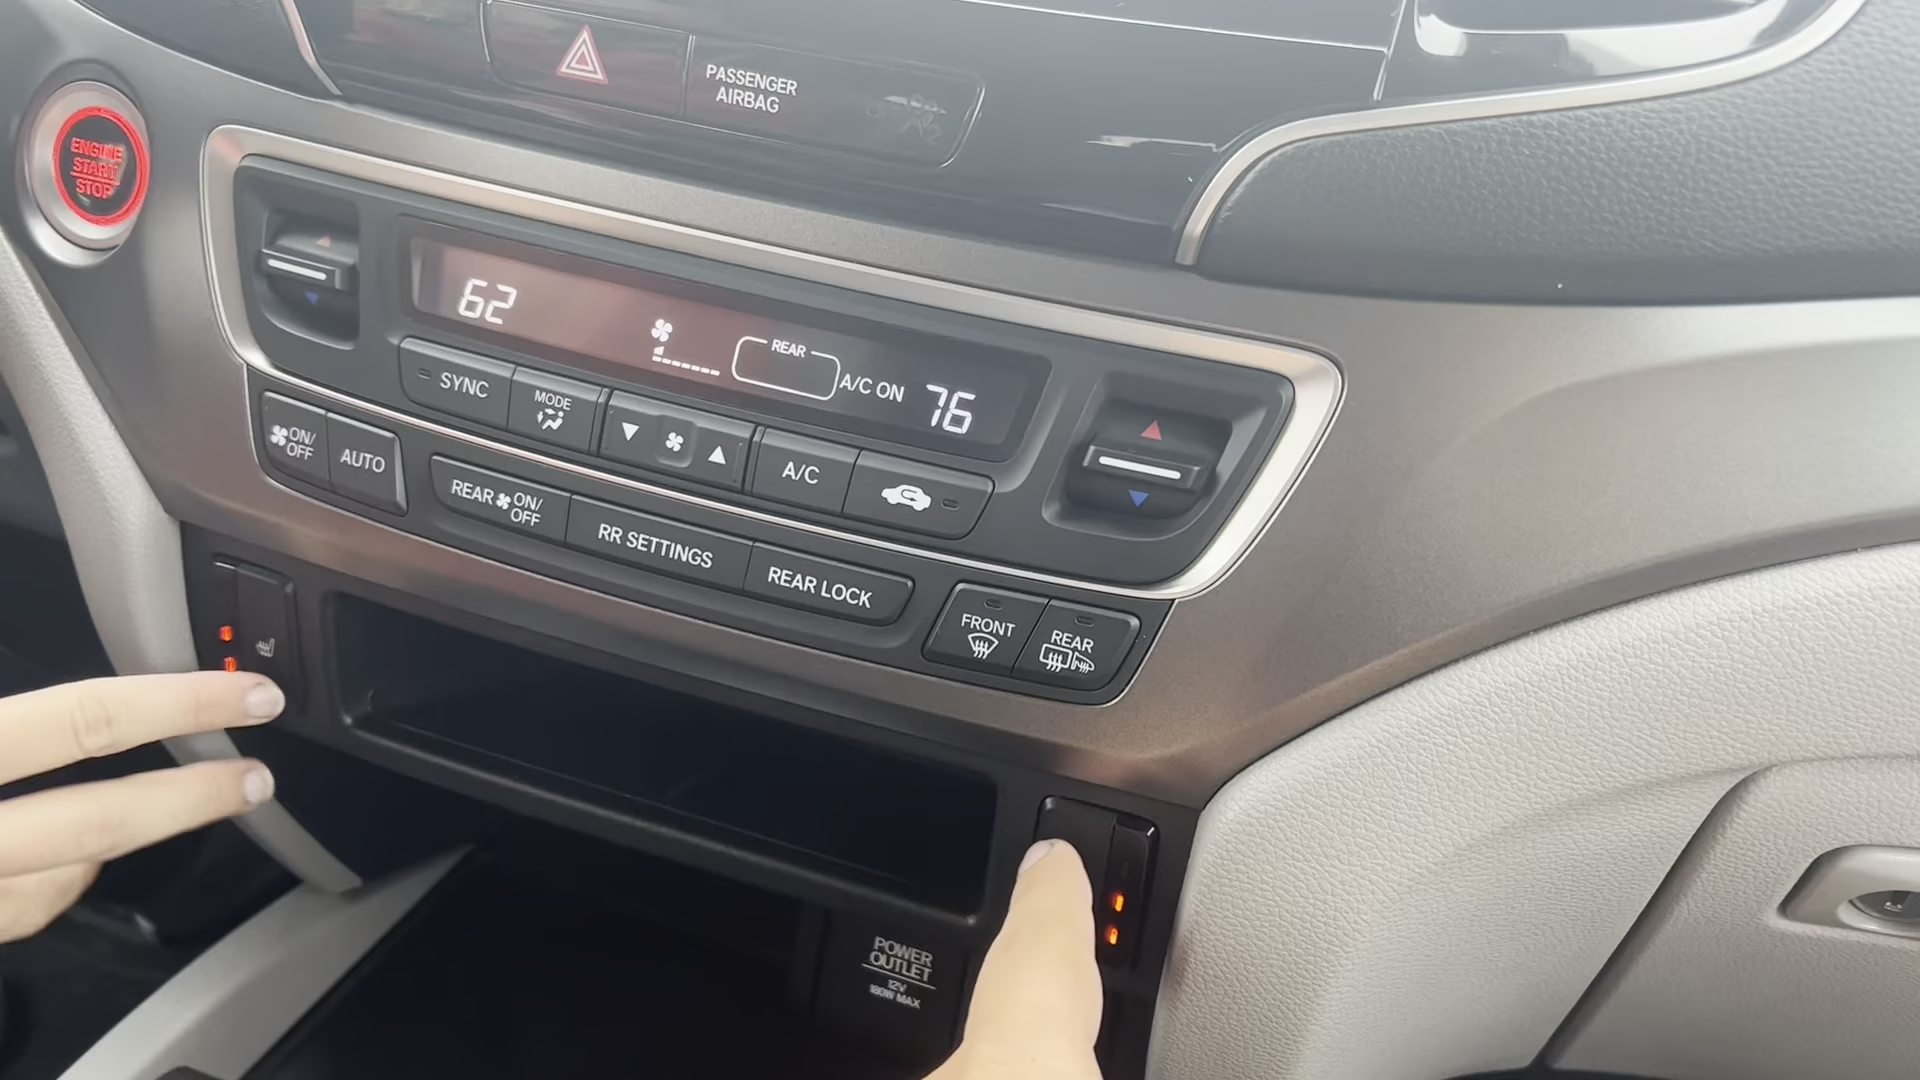 PASSENGER
AIRBAG
ENGINE
START
STOP
62
REAR
A/C ON
76
SYNC
MODE
A/C
ON/
OFF
AUTO
REAR ON/
OFF
RR SETTINGS
REAR LOCK
FRONT
REAR
POWER
OUTLET
12V
180W MAX